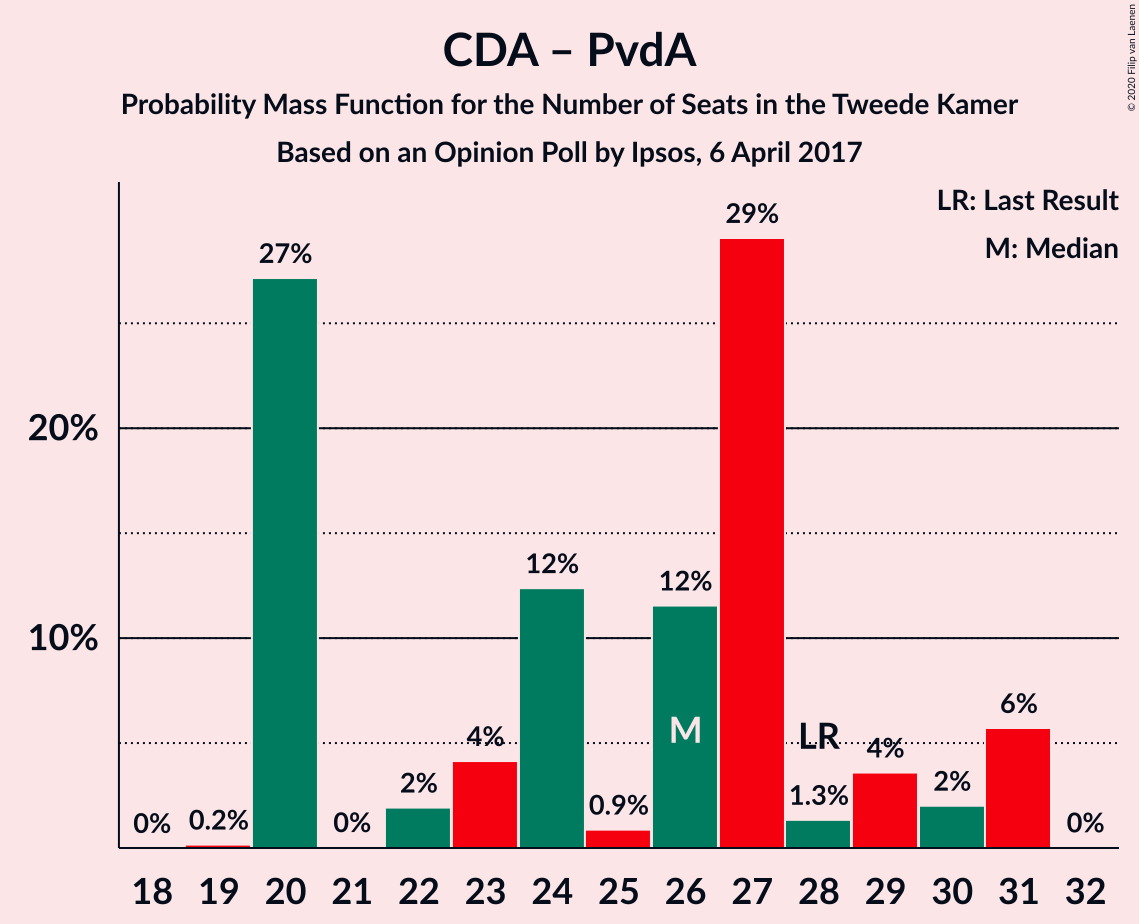 CDA – PvdA
Probability Mass Function for the Number of Seats in the Tweede Kamer
Based on an Opinion Poll by Ipsos, 6 April 2017
© 2020 Filip van Laenen
LR: Last Result
M: Median
29%
27%
20%
12%
12%
10%
M
LR
6%
4%
4%
2%
2%
1.3%
0.9%
0%
0.2%
0%
0%
18 19 20 21 22 23 24 25 26 27 28 29 30 31 32